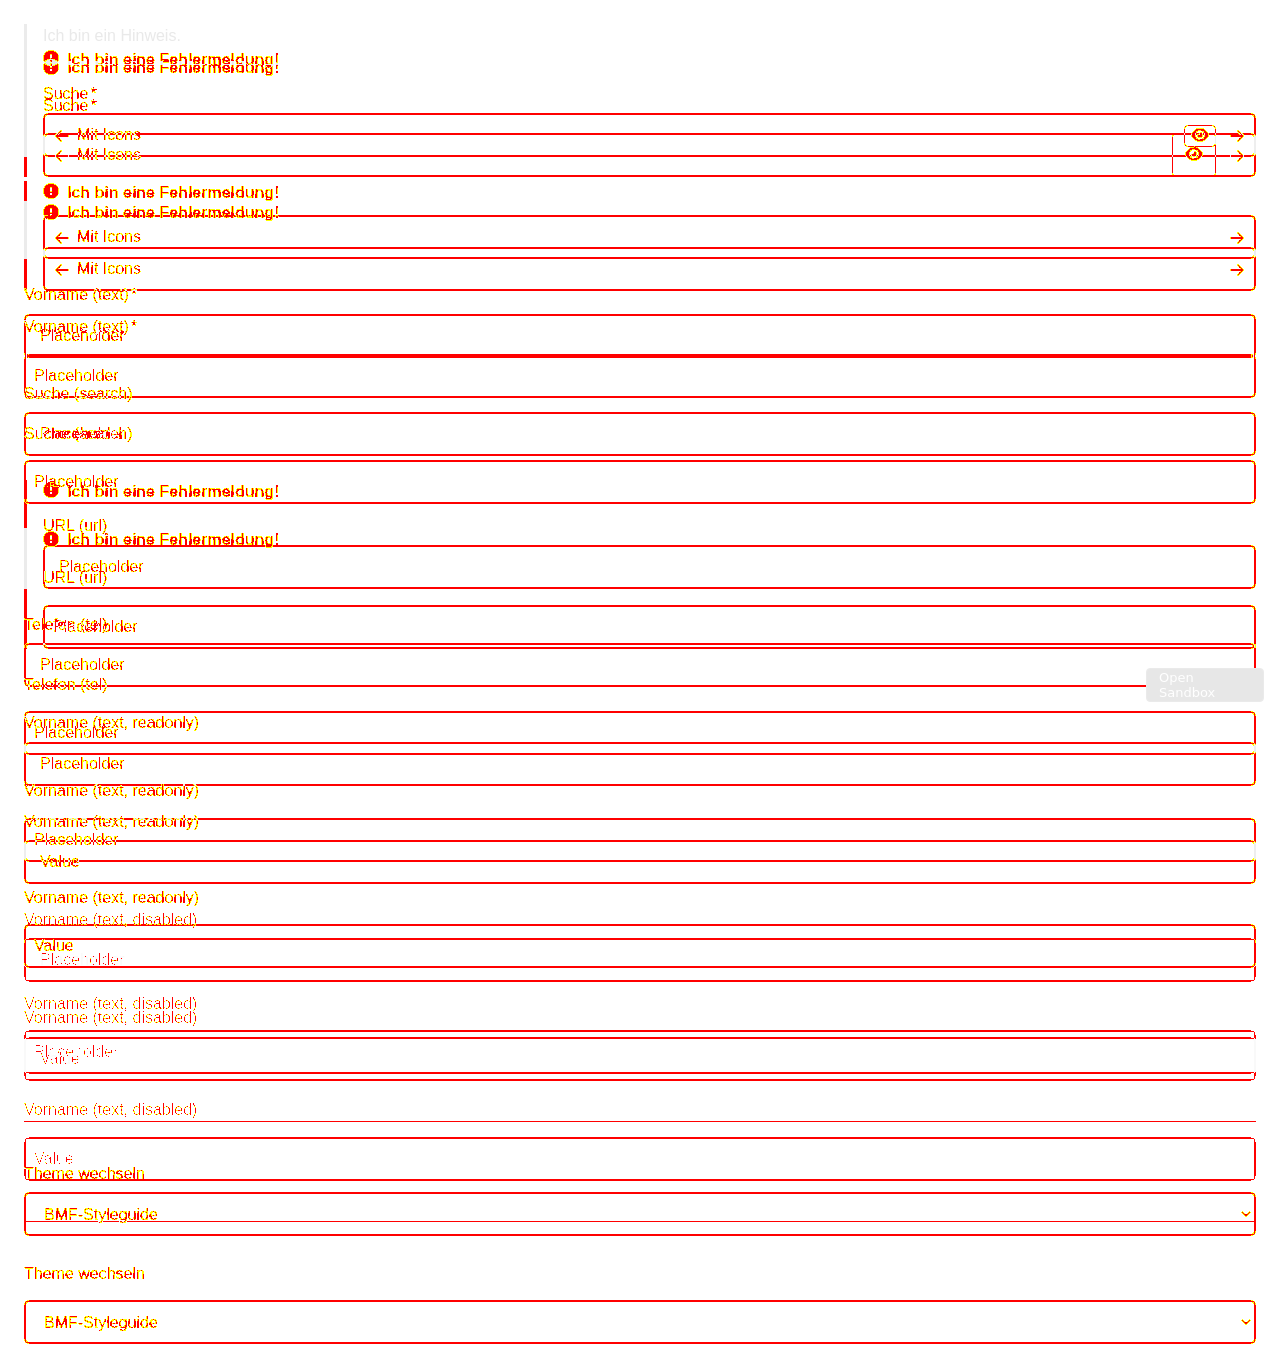 Ich bin ein Hinweis.
Ich bin eine Fehlermeldung!
Ich bin eine Fehlermeldung!
Suche *
Suche *
Mit Icons
Mit Icons
Ich bin eine Fehlermeldung!
Ich bin eine Fehlermeldung!
Mit Icons
Mit Icons
Vorname (text) *
Vorname (text) *
Placeholder
Placeholder
Suche (search)
Suche (search)
Placeholder
Placeholder
Ich bin eine Fehlermeldung!
URL (url)
Ich bin eine Fehlermeldung!
Placeholder
URL (url)
Telefon (tel)
Placeholder
Placeholder
Open
Sandbox
Telefon (tel)
Vorname (text, readonly)
Placeholder
Placeholder
Vorname (text, readonly)
Vorname (text, readonly)
Placeholder
Value
Vorname (text, readonly)
Vorname (text, disabled)
Value
Placeholder
Vorname (text, disabled)
Vorname (text, disabled)
Placeholder
Value
Vorname (text, disabled)
Value
Theme wechseln
BMF-Styleguide
Theme wechseln
BMF-Styleguide